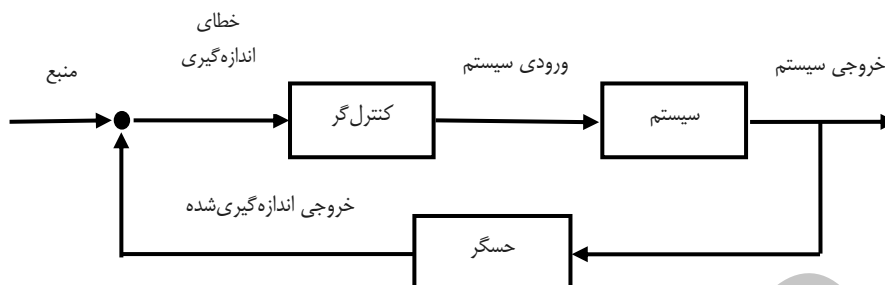 منبع
خطای
اندازه‌گیری
کنترل‌گر
ورودی سیستم
سیستم
خروجی سیستم
خروجی اندازه‌گیری‌شده
حسگر